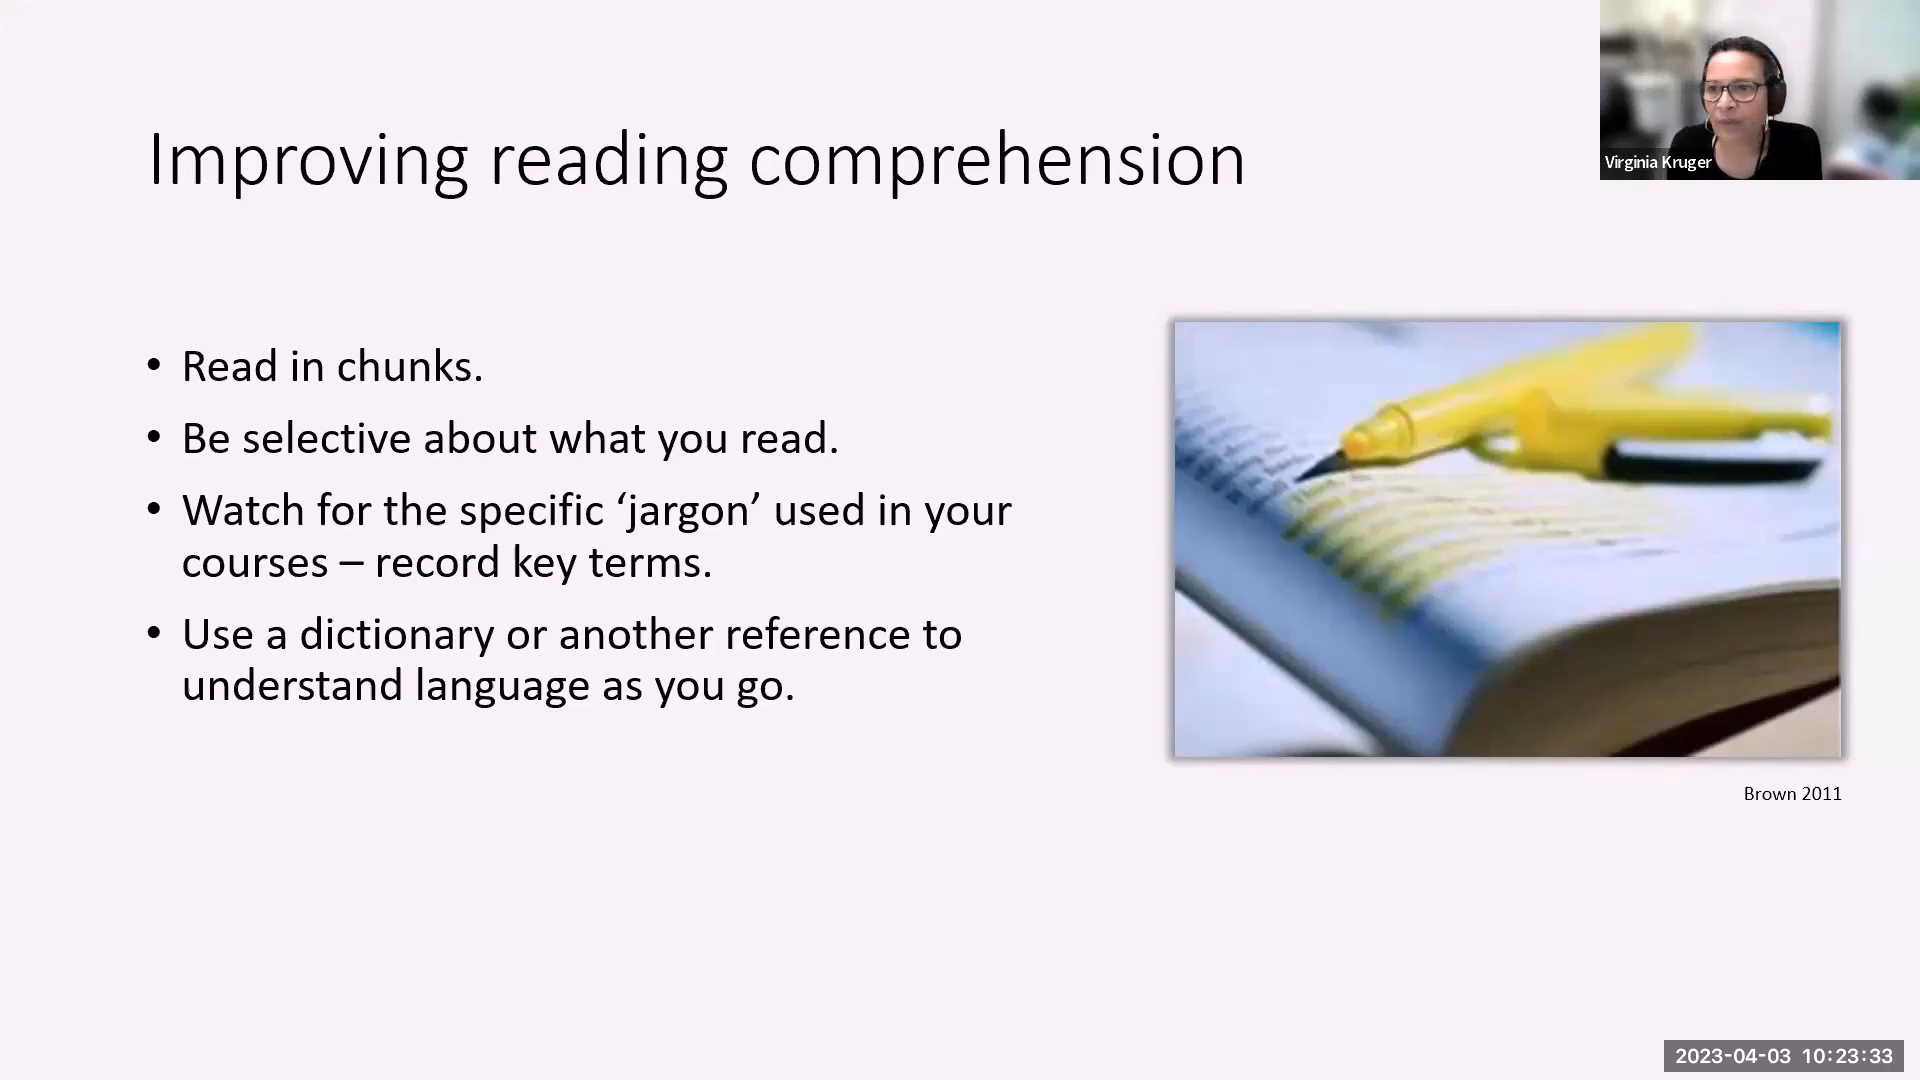 Improving reading comprehension
Virginia Kruger
• Read in chunks.
• Be selective about what you read.
• Watch for the specific ‘jargon’ used in your
courses – record key terms.
• Use a dictionary or another reference to
understand language as you go.
Brown 2011
2023-04-03 10:23:33